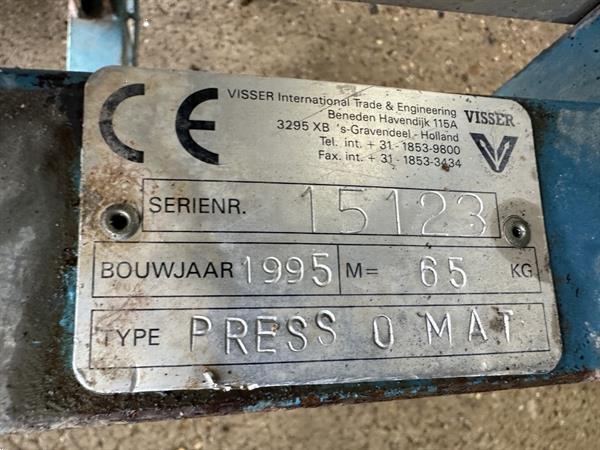 CE
VISSER International Trade & Engineering
Beneden Havendijk 115A
3295 XB 's-Gravendeel - Holland
Tel. int. + 31 - 1853-9800
Fax. int. + 31 - 1853-3434
VISSER
V
SERIENR. 15123
BOUWJAAR 1995 M= 65 KG
TYPE PRESS O MAT